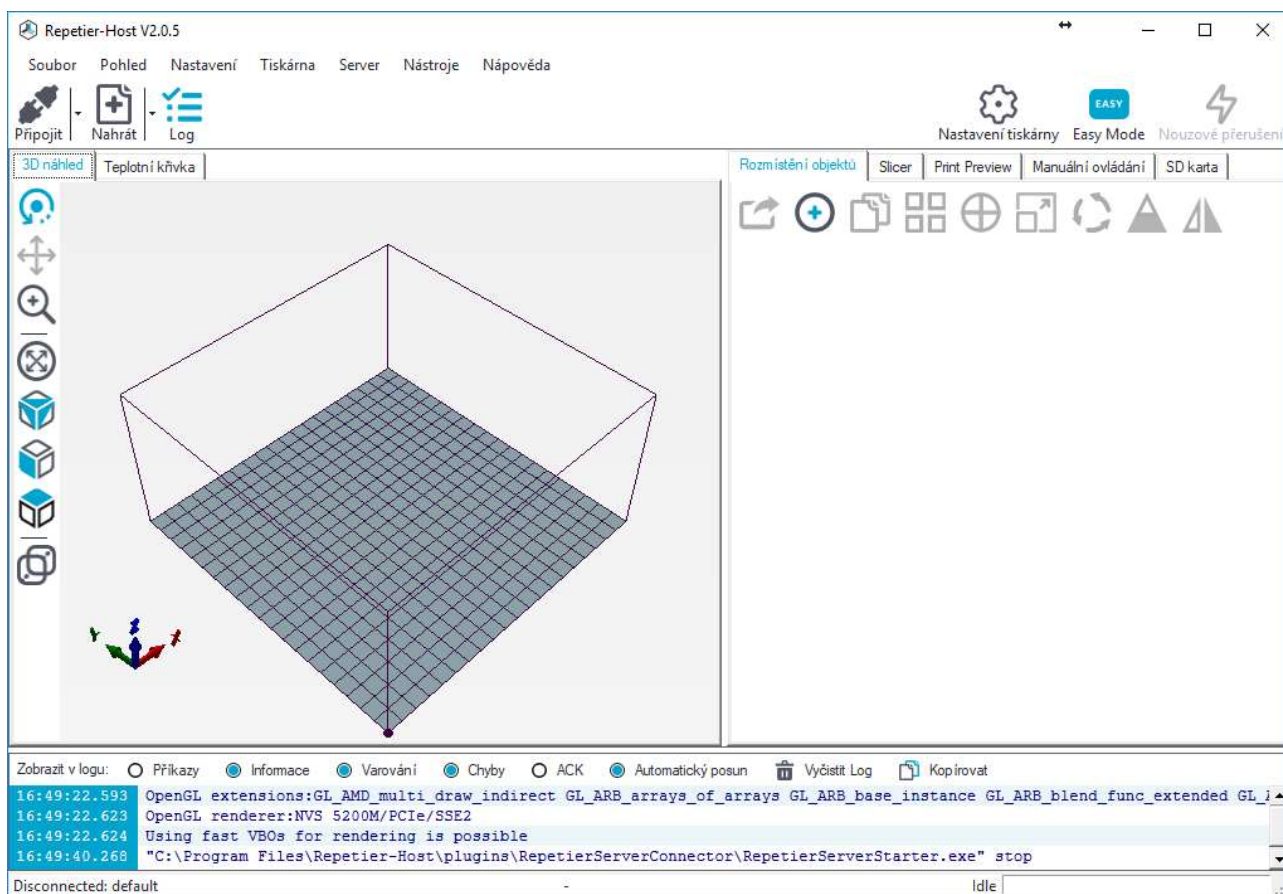 Repetier-Host V2.0.5
Soubor Pohled Nastavení Tiskárna Server Nástroje Nápověda
Připojit Nahrát Log Nastavení tiskárny EASY Easy Mode Nouzové přerušení
3D náhled Teplotní křivka Rozmístění objektů Slicer Print Preview Manuální ovládání SD karta
Y Z X
Zobrazit v logu: Příkazy Informace Varování Chyby ACK Automatický posun Vyčistit Log Kopírovat
16:49:22.593 OpenGL extensions:GL_AMD_multi_draw_indirect GL_ARB_arrays_of_arrays GL_ARB_base_instance GL_ARB_blend_func_extended
16:49:22.623 OpenGL renderer:NVS 5200M/PCIe/SSE2
16:49:22.624 Using fast VBOs for rendering is possible
16:49:40.268 "C:\Program Files\Repetier-Host\plugins\RepetierServerConnector\RepetierServerStarter.exe" stop
Disconnected: default - Idle